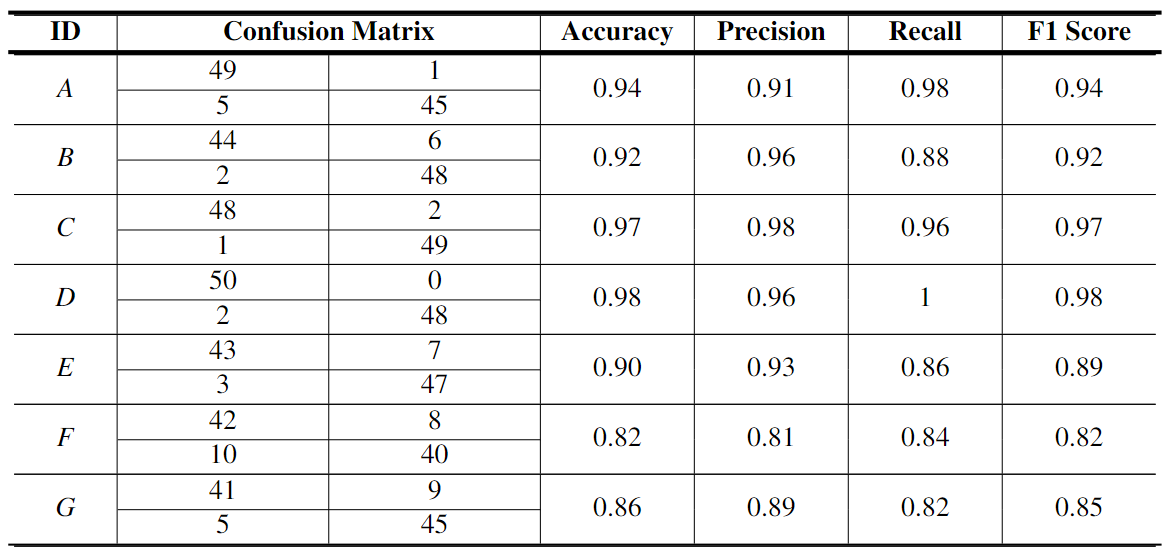 ID Confusion Matrix Accuracy Precision Recall F1 Score
49 1
A 0.94 0.91 0.98 0.94
5 45
44 6
B 0.92 0.96 0.88 0.92
2 48
48 2
C 0.97 0.98 0.96 0.97
1 49
50 0
D 0.98 0.96 1 0.98
2 48
43 7
E 0.90 0.93 0.86 0.89
3 47
42 8
F 0.82 0.81 0.84 0.82
10 40
41 9
G 0.86 0.89 0.82 0.85
5 45